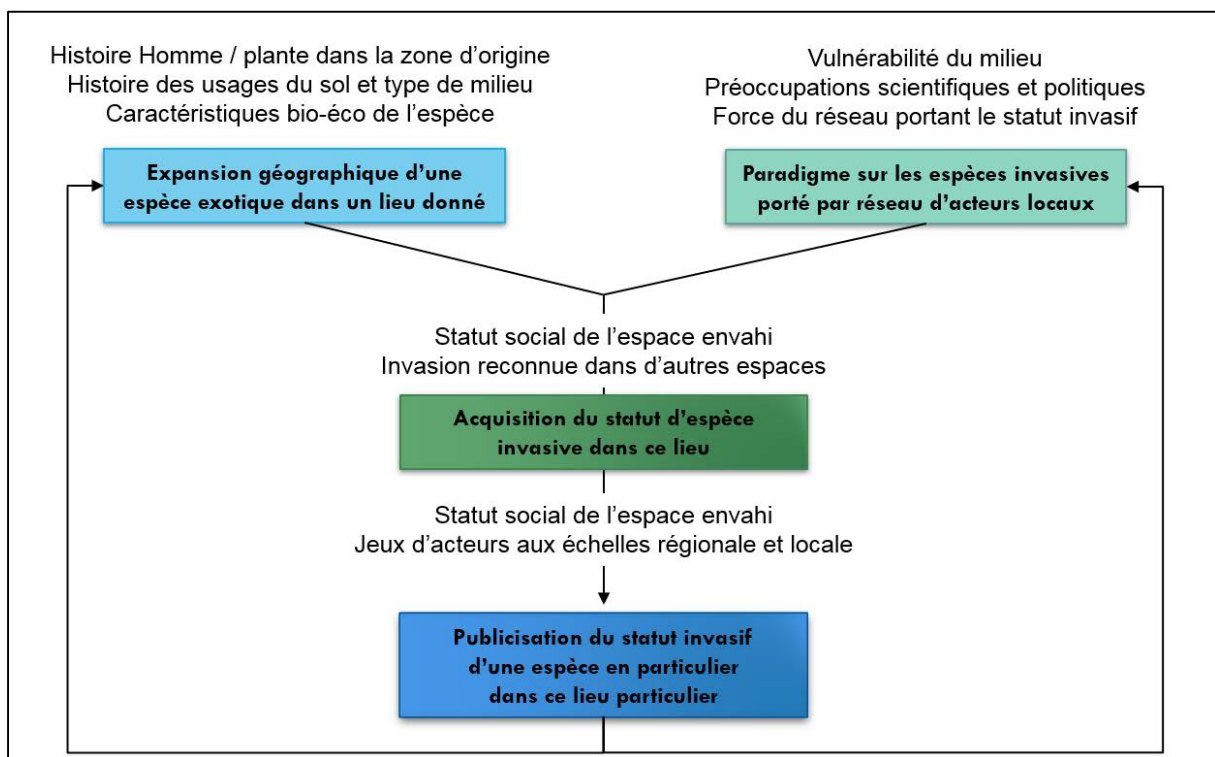 Histoire Homme / plante dans la zone d'origine
Histoire des usages du sol et type de milieu
Caractéristiques bio-éco de l'espèce
Expansion géographique d'une
espèce exotique dans un lieu donné
Vulnérabilité du milieu
Préoccupations scientifiques et politiques
Force du réseau portant le statut invasif
Paradigme sur les espèces invasives
porté par réseau d'acteurs locaux
Statut social de l'espace envahi
Invasion reconnue dans d'autres espaces
Acquisition du statut d'espèce
invasive dans ce lieu
Statut social de l'espace envahi
Jeux d'acteurs aux échelles régionale et locale
Publicisation du statut invasif
d'une espèce en particulier
dans ce lieu particulier